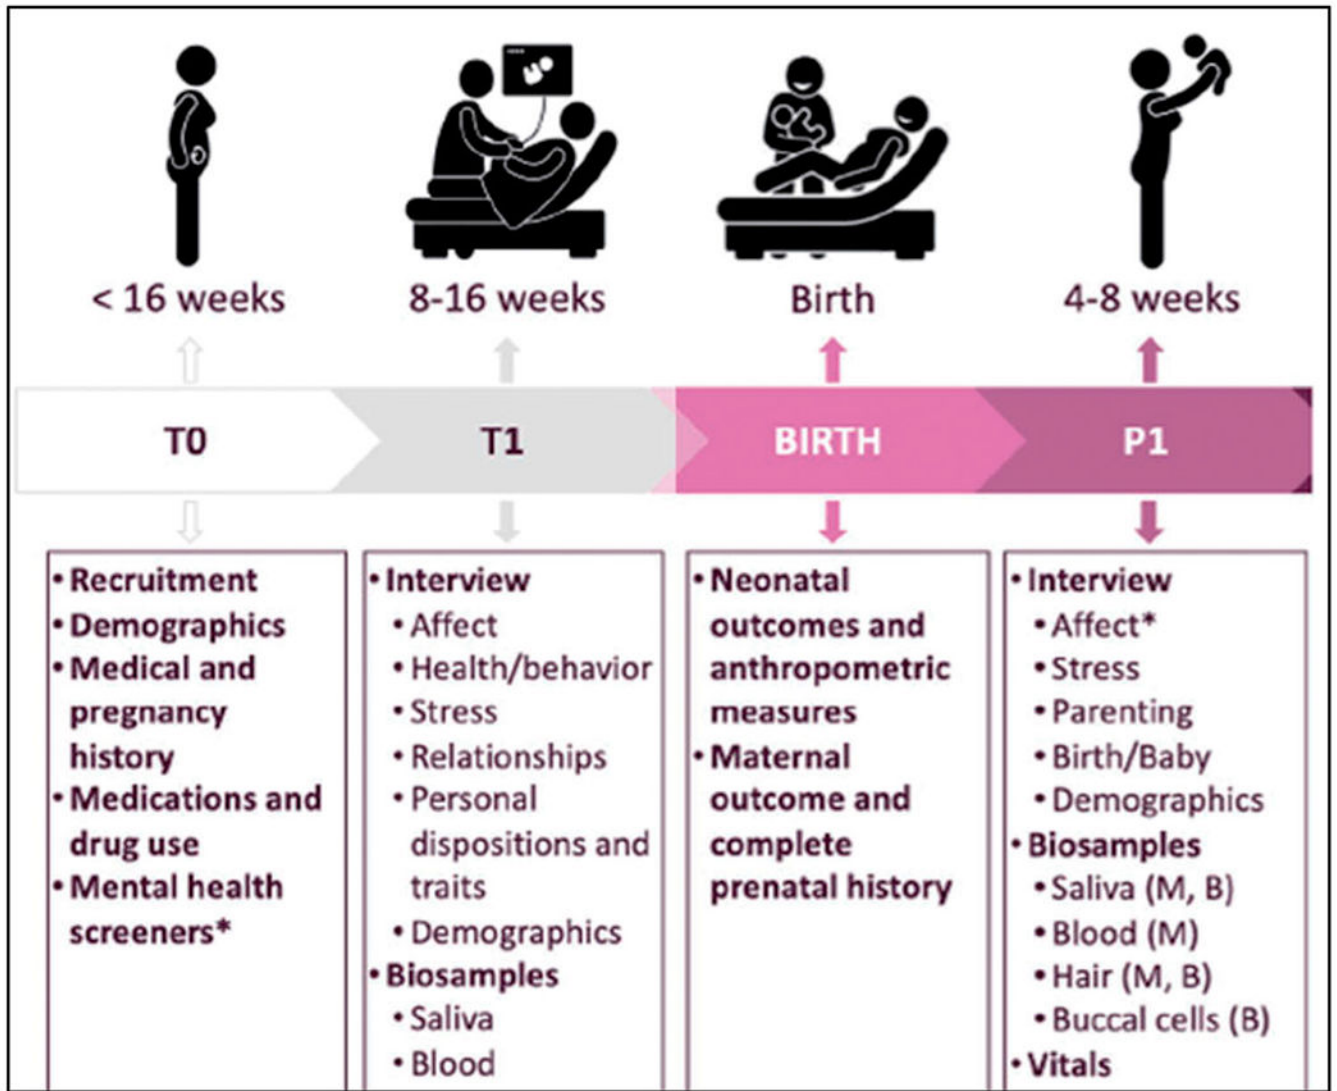 < 16 weeks
8-16 weeks
Birth
4-8 weeks
T0
T1
BIRTH
P1
• Recruitment
• Demographics
• Medical and
pregnancy
history
• Medications and
drug use
• Mental health
screeners*
• Interview
• Affect
• Health/behavior
• Stress
• Relationships
• Personal
dispositions and
traits
• Demographics
• Biosamples
• Saliva
• Blood
• Neonatal
outcomes and
anthropometric
measures
• Maternal
outcome and
complete
prenatal history
• Interview
• Affect*
• Stress
• Parenting
• Birth/Baby
• Demographics
• Biosamples
• Saliva (M, B)
• Blood (M)
• Hair (M, B)
• Buccal cells (B)
• Vitals